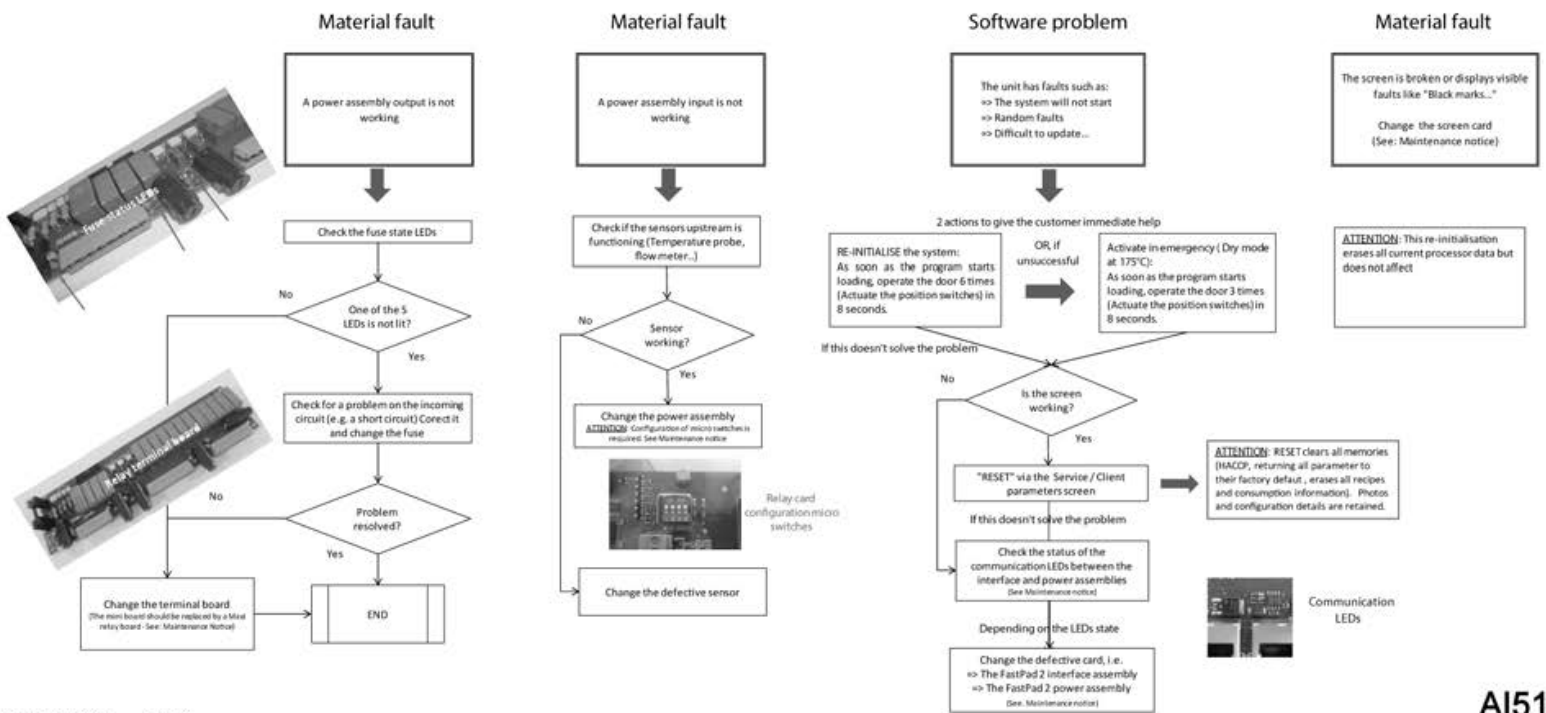 Material fault
A power assembly output is not
working
Fuse status LEDs
Check the fuse state LEDs
No
One of the 5
LEDs is not lit?
Yes
Check for a problem on the incoming
circuit (e.g. a short circuit) Corect it
and change the fuse
Relay terminal board
No
Problem
resolved?
Yes
Change the terminal board
(The mini board should be replaced by a Maxi
relay board - See: Maintenance Notice)
END
Material fault
A power assembly input is not
working
Check if the sensors upstream is
functioning (Temperature probe,
flow meter...)
No
Sensor
working?
Yes
Change the power assembly
ATTENTION: Configuration of micro switches is
required. See Maintenance notice
Relay card
configuration micro
switches
Change the defective sensor
Software problem
The unit has faults such as:
=> The system will not start
=> Random faults
=> Difficult to update...
2 actions to give the customer immediate help
RE-INITIALISE the system:
As soon as the program starts
loading, operate the door 6 times
(Actuate the position switches) in
8 seconds.
OR, if
unsuccessful
Activate in emergency ( Dry mode
at 175°C):
As soon as the program starts
loading, operate the door 3 times
(Actuate the position switches) in
8 seconds.
If this doesn't solve the problem
No
Is the screen
working?
Yes
"RESET" via the Service / Client
parameters screen
ATTENTION: RESET clears all memories
(HACCP, returning all parameter to
their factory defaut , erases all recipes
and consumption information). Photos
and configuration details are retained.
If this doesn't solve the problem
Check the status of the
communication LEDs between the
interface and power assemblies
(See Maintenance notice)
Communication
LEDs
Depending on the LEDs state
Change the defective card, i.e.
=> The FastPad 2 interface assembly
=> The FastPad 2 power assembly
(See. Maintenance notice)
Material fault
The screen is broken or displays visible
faults like "Black marks..."
Change the screen card
(See: Maintenance notice)
ATTENTION: This re-initialisation
erases all current processor data but
does not affect
AI51